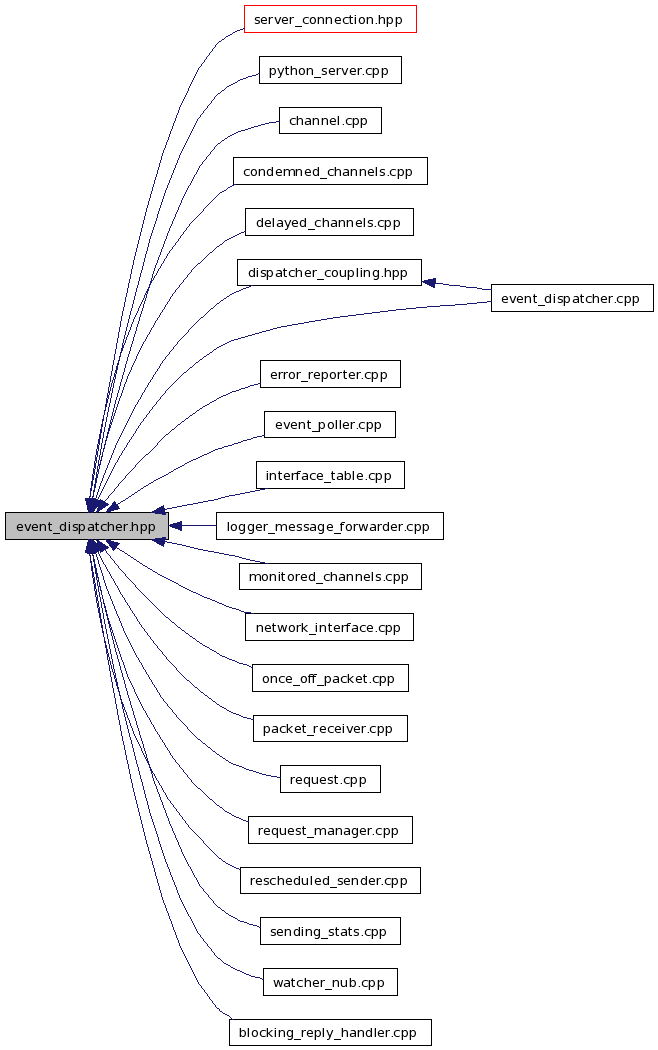 server_connection.hpp
python_server.cpp
channel.cpp
condemned_channels.cpp
delayed_channels.cpp
dispatcher_coupling.hpp
event_dispatcher.cpp
error_reporter.cpp
event_poller.cpp
interface_table.cpp
event_dispatcher.hpp
logger_message_forwarder.cpp
monitored_channels.cpp
network_interface.cpp
once_off_packet.cpp
packet_receiver.cpp
request.cpp
request_manager.cpp
rescheduled_sender.cpp
sending_stats.cpp
watcher_nub.cpp
blocking_reply_handler.cpp